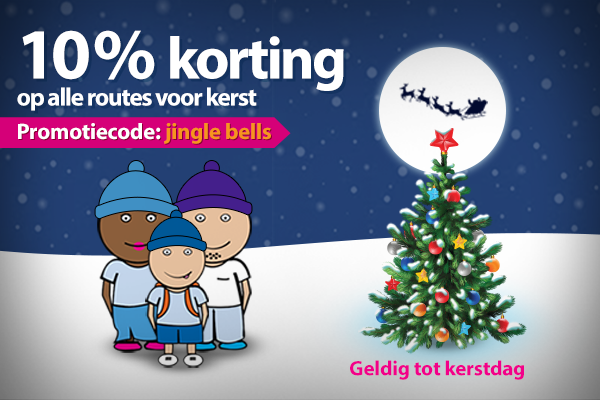 10% korting
op alle routes voor kerst
Promotiecode: jingle bells
Geldig tot kerstdag